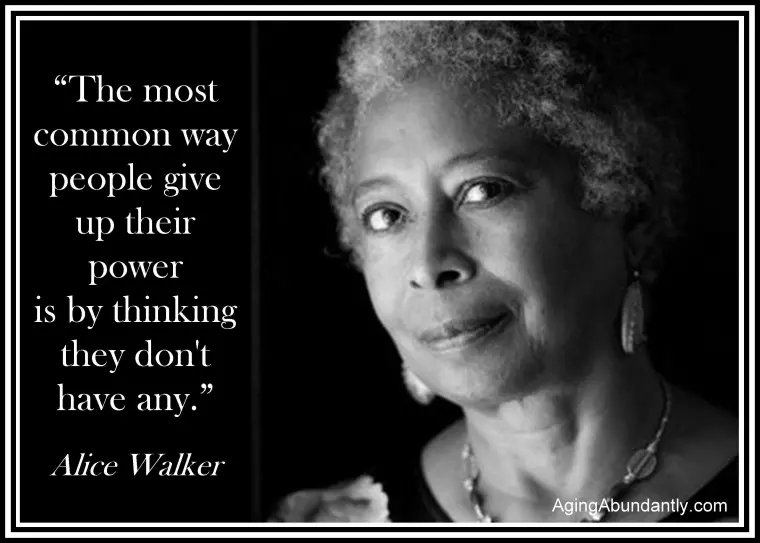 “The most
common way
people give
up their
power
is by thinking
they don't
have any.”
Alice Walker
AgingAbundantly.com